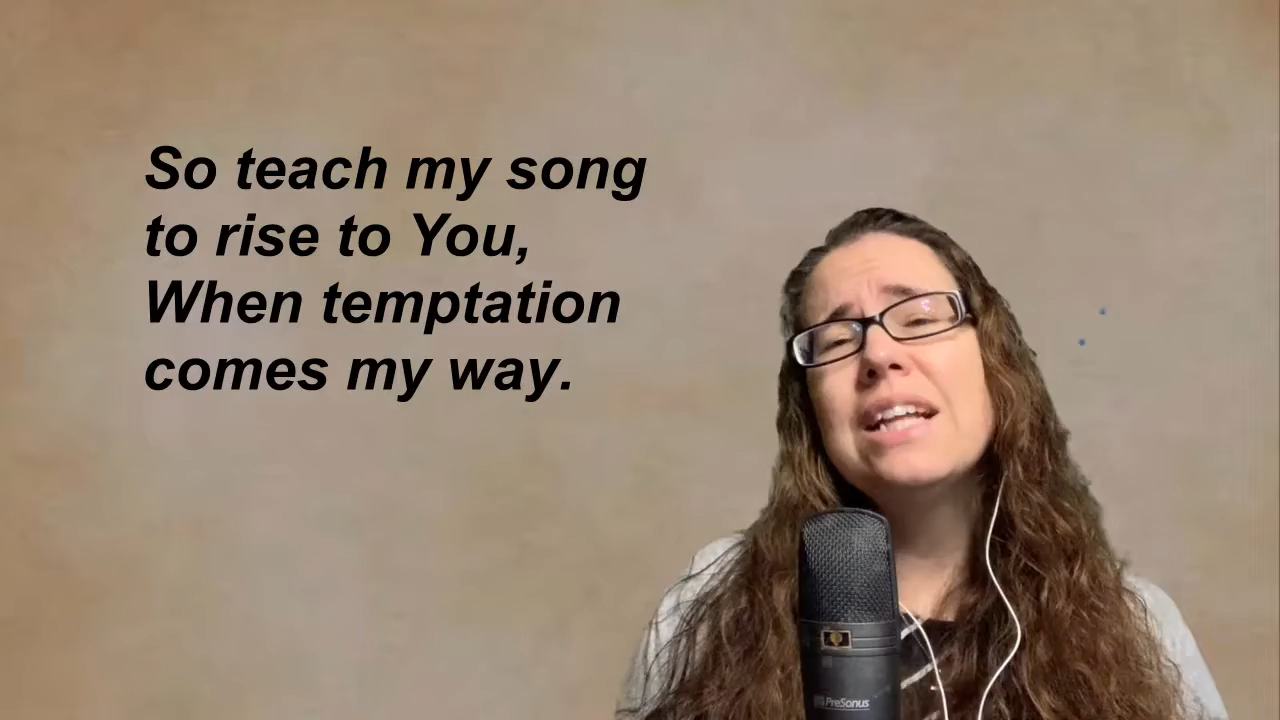 So teach my song
to rise to You,
When temptation
comes my way.
PreSonus